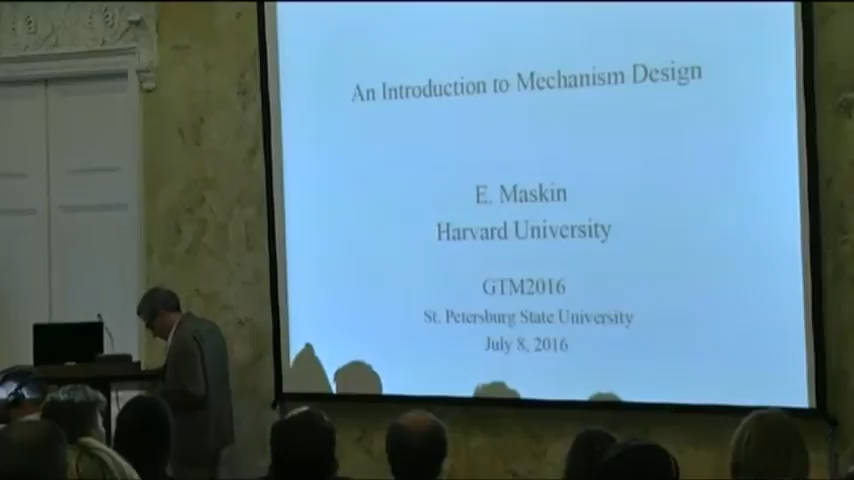 An Introduction to Mechanism Design
E. Maskin
Harvard University
GTM2016
St. Petersburg State University
July 8, 2016